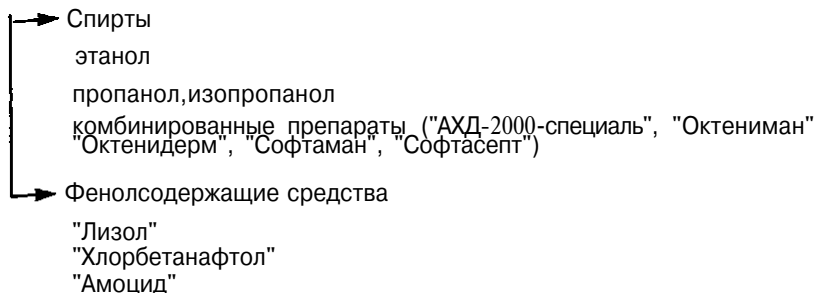 Спирты
этанол
пропанол,изопропанол
комбинированные препараты ("АХД-2000-специаль", "Октениман"
"Октенидерм", "Софтаман", "Софтасепт")
Фенолсодержащие средства
"Лизол"
"Хлорбетанафтол"
"Амоцид"